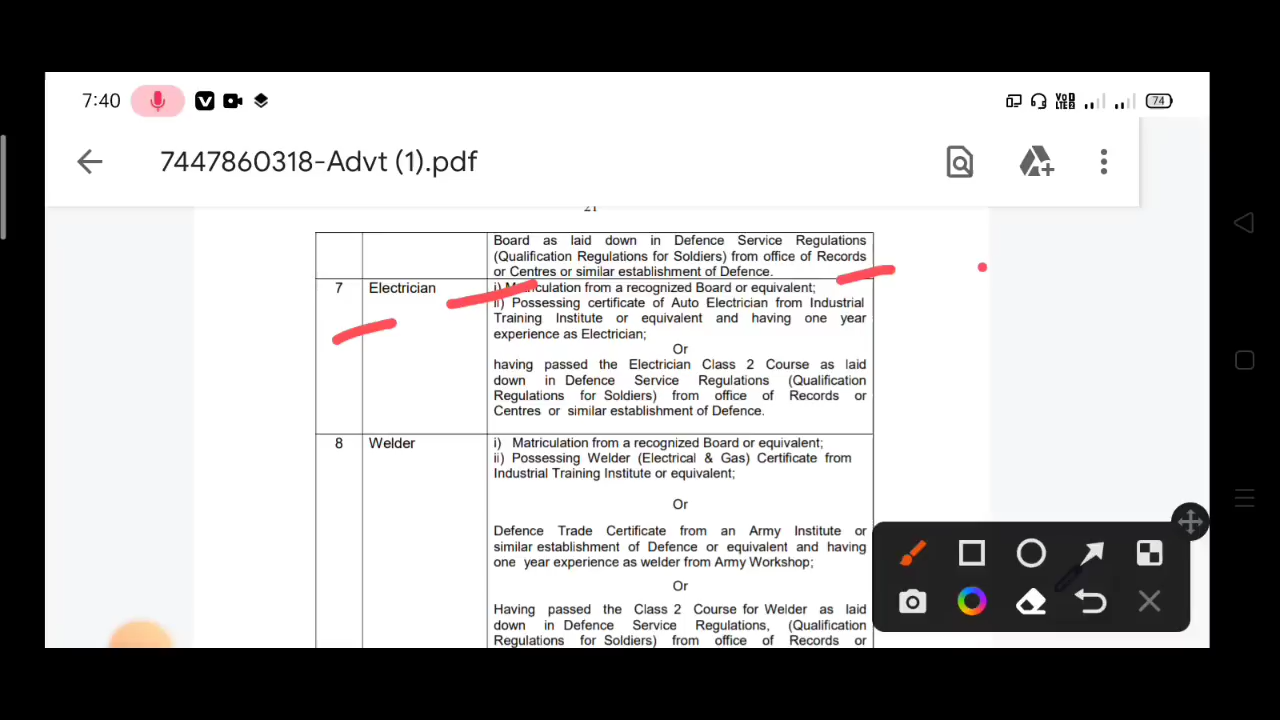 7:40
VoD LTE2
74
7447860318-Advt (1).pdf
21
Board as laid down in Defence Service Regulations
(Qualification Regulations for Soldiers) from office of Records
or Centres or similar establishment of Defence.
7 Electrician i) Matriculation from a recognized Board or equivalent;
ii) Possessing certificate of Auto Electrician from Industrial
Training Institute or equivalent and having one year
experience as Electrician;
Or
having passed the Electrician Class 2 Course as laid
down in Defence Service Regulations (Qualification
Regulations for Soldiers) from office of Records or
Centres or similar establishment of Defence.
8 Welder i) Matriculation from a recognized Board or equivalent;
ii) Possessing Welder (Electrical & Gas) Certificate from
Industrial Training Institute or equivalent;
Or
Defence Trade Certificate from an Army Institute or
similar establishment of Defence or equivalent and having
one year experience as welder from Army Workshop;
Or
Having passed the Class 2 Course for Welder as laid
down in Defence Service Regulations, (Qualification
Regulations for Soldiers) from office of Records or